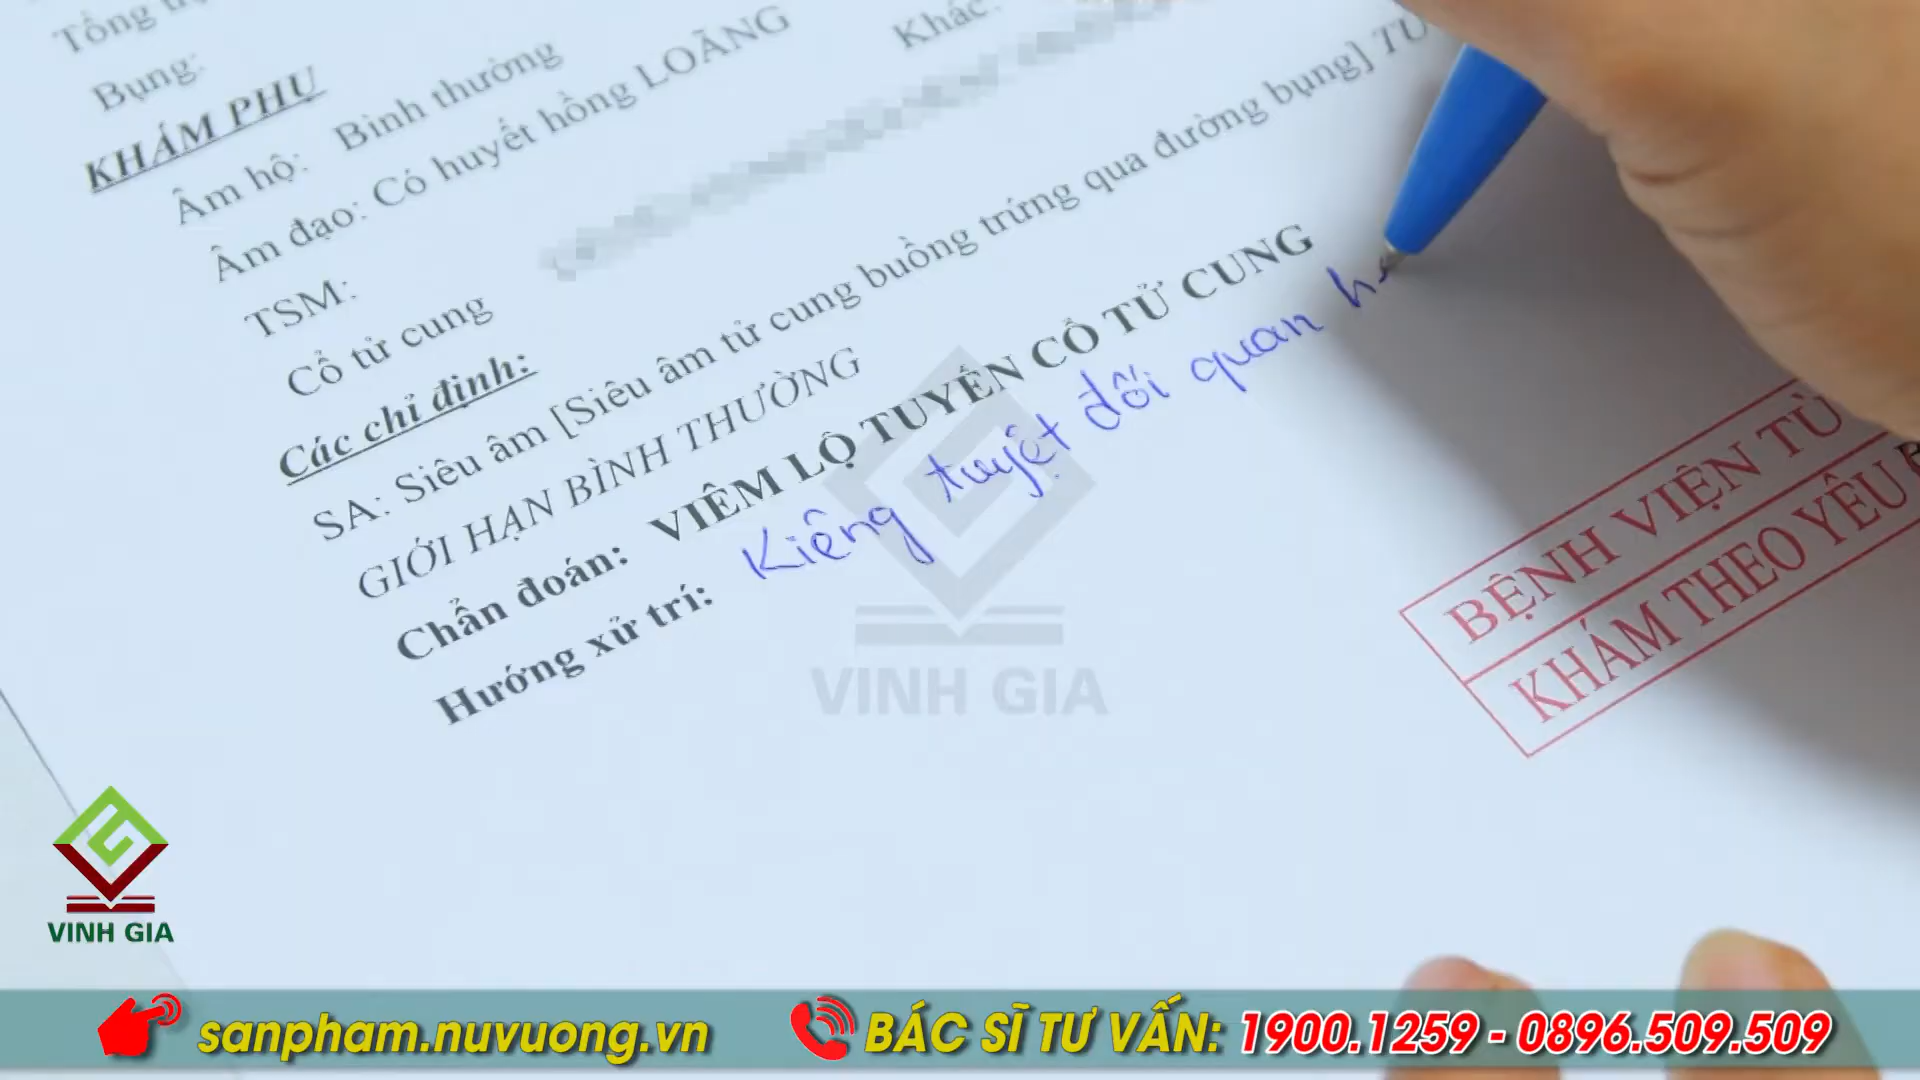 Tổng
Bụng:
KHÁM PHỤ
Khác:
Âm hộ: Bình thường
Âm đạo: Có huyết hồng LOÃNG
TSM:
Cổ tử cung
Các chỉ định:
SA: Siêu âm [Siêu âm tử cung buồng trứng qua đường bụng] TỬ
GIỚI HẠN BÌNH THƯỜNG
Chẩn đoán: VIÊM LỘ TUYẾN CỔ TỬ CUNG
Hướng xử trí: Kiêng tuyệt đối quan
BỆNH VIỆN TỪ
KHÁM THEO YÊU
VINH GIA
VINH GIA
sanpham.nuvuong.vn
BÁC SĨ TƯ VẤN: 1900.1259 - 0896.509.509